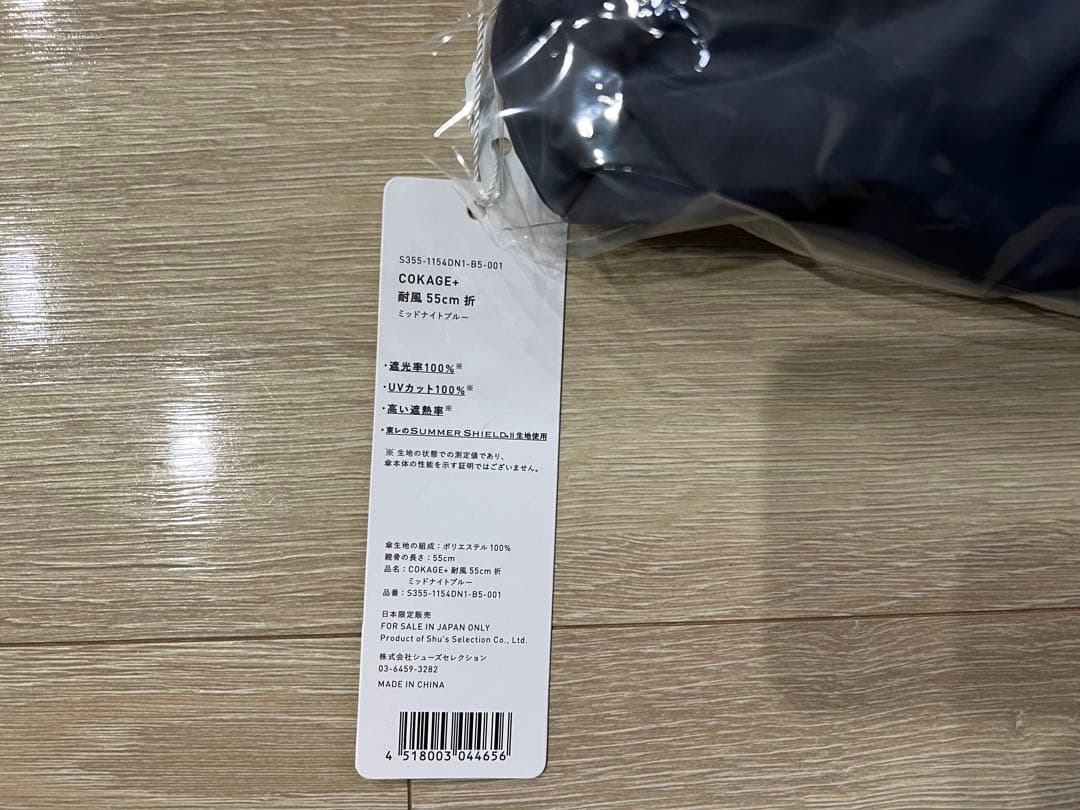 S355-1154DN1-B5-001
COKAGE+
耐風 55cm 折
ミッドナイトブルー
・遮光率100%※
・UVカット100%※
・高い遮熱率※
・東レのSUMMER SHIELD®II生地使用
※ 生地の状態での測定値であり、
傘本体の性能を示す証明ではございません。
傘生地の組成：ポリエステル 100%
親骨の長さ：55cm
品名：COKAGE+ 耐風 55cm 折
ミッドナイトブルー
品番：S355-1154DN1-B5-001
日本限定販売
FOR SALE IN JAPAN ONLY
Product of Shu's Selection Co., Ltd.
株式会社シューズセレクション
03-6459-3282
MADE IN CHINA
4 518003 044656